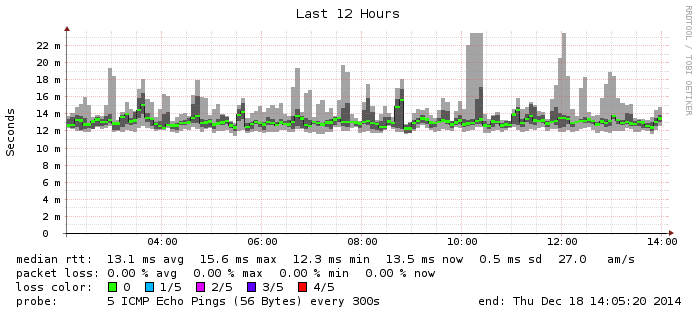 Last 12 Hours
RRDTOOL / TOBI OETIKER
Seconds
22 m
20 m
18 m
16 m
14 m
12 m
10 m
8 m
6 m
4 m
2 m
0
04:00 06:00 08:00 10:00 12:00 14:00
median rtt: 13.1 ms avg 15.6 ms max 12.3 ms min 13.5 ms now 0.5 ms sd 27.0 am/s
packet loss: 0.00 % avg 0.00 % max 0.00 % min 0.00 % now
loss color: 0 1/5 2/5 3/5 4/5
probe: 5 ICMP Echo Pings (56 Bytes) every 300s end: Thu Dec 18 14:05:20 2014